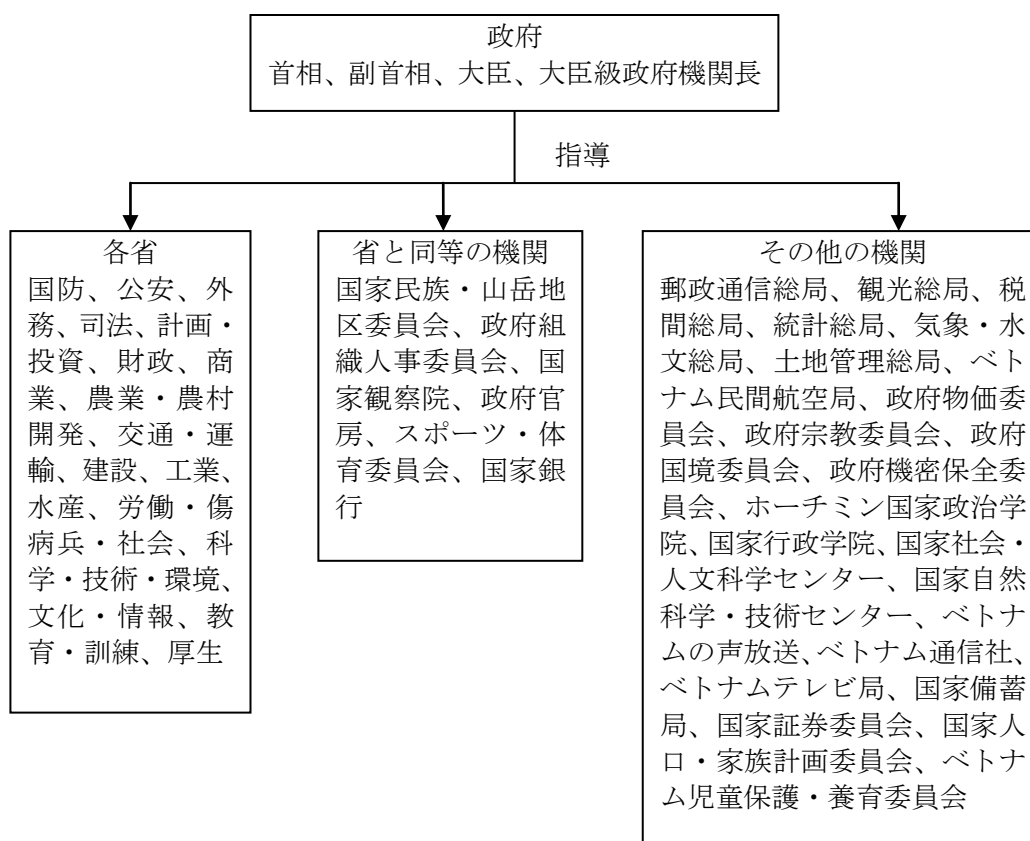 政府
首相、副首相、大臣、大臣級政府機関長
指導
各省
国防、公安、外
務、司法、計画・
投資、財政、商
業、農業・農村
開発、交通・運
輸、建設、工業、
水産、労働・傷
病兵・社会、科
学・技術・環境、
文化・情報、教
育・訓練、厚生
省と同等の機関
国家民族・山岳地
区委員会、政府組
織人事委員会、国
家観察院、政府官
房、スポーツ・体
育委員会、国家銀
行
その他の機関
郵政通信総局、観光総局、税
間総局、統計総局、気象・水
文総局、土地管理総局、ベト
ナム民間航空局、政府物価委
員会、政府宗教委員会、政府
国境委員会、政府機密保全委
員会、ホーチミン国家政治学
院、国家行政学院、国家社会・
人文科学センター、国家自然
科学・技術センター、ベトナ
ムの声放送、ベトナム通信社、
ベトナムテレビ局、国家備蓄
局、国家証券委員会、国家人
口・家族計画委員会、ベトナ
ム児童保護・養育委員会